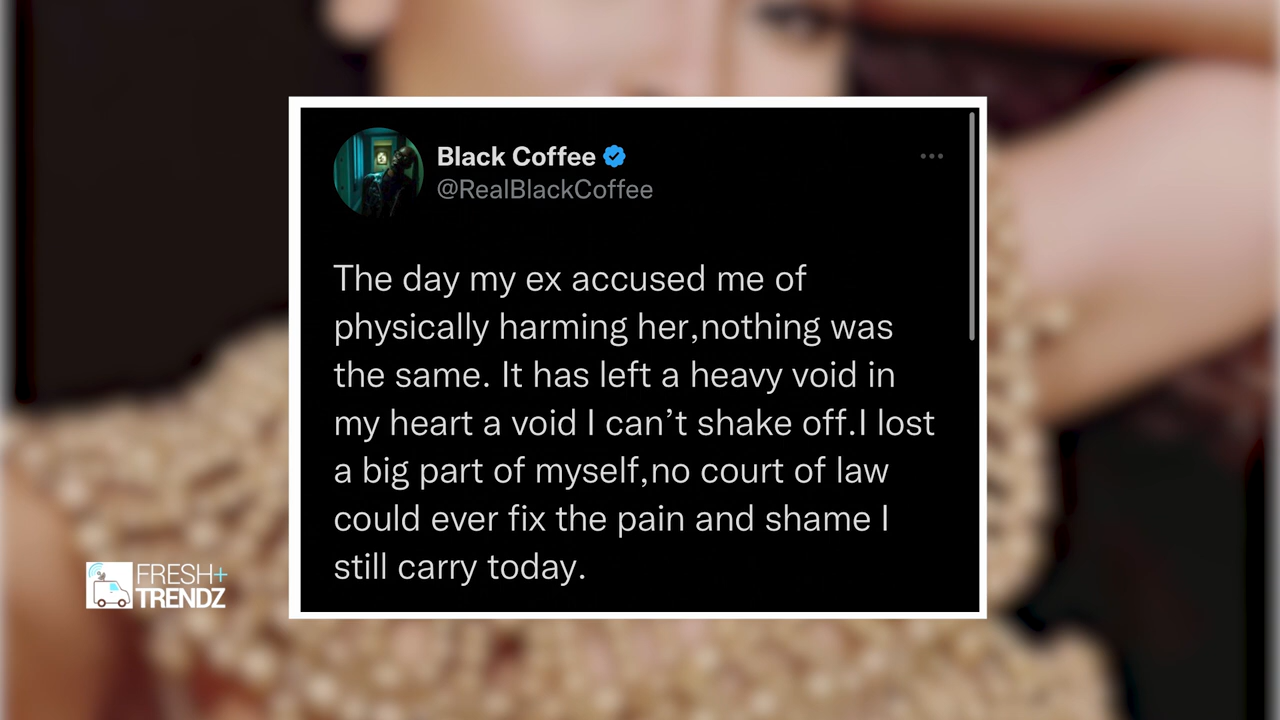 Black Coffee
@RealBlackCoffee
The day my ex accused me of
physically harming her,nothing was
the same. It has left a heavy void in
my heart a void I can’t shake off.I lost
a big part of myself,no court of law
could ever fix the pain and shame I
still carry today.
FRESH+
TRENDZ